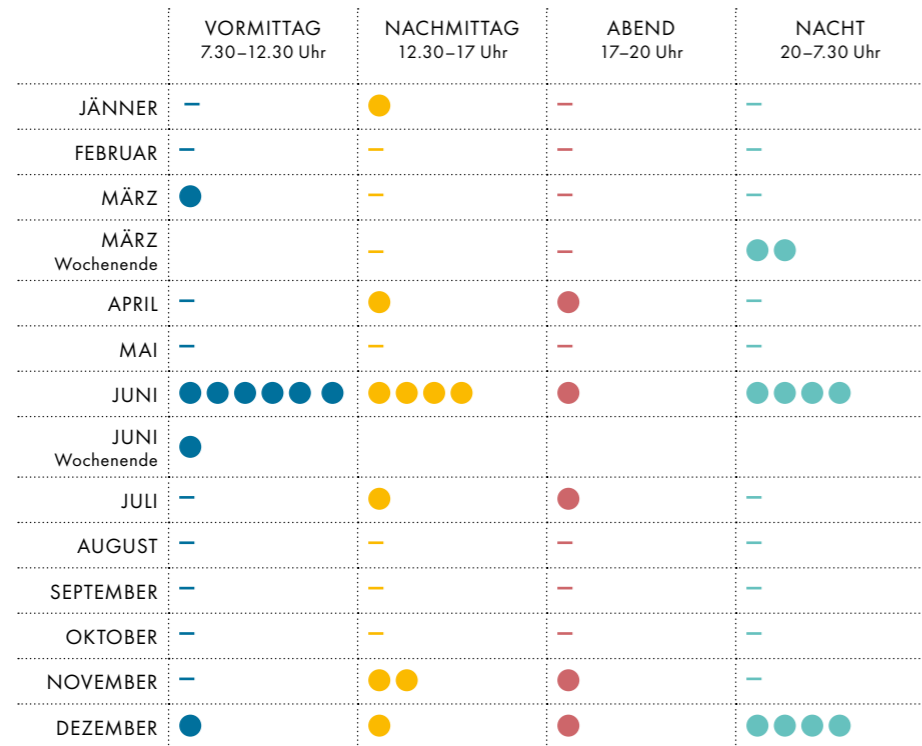 VORMITTAG
7.30–12.30 Uhr
NACHMITTAG
12.30–17 Uhr
ABEND
17–20 Uhr
NACHT
20–7.30 Uhr
JÄNNER – – –
FEBRUAR – – – –
MÄRZ – – –
MÄRZ
Wochenende – –
APRIL – –
MAI – – – –
JUNI
JUNI
Wochenende
JULI – –
AUGUST – – – –
SEPTEMBER – – – –
OKTOBER – – – –
NOVEMBER – –
DEZEMBER